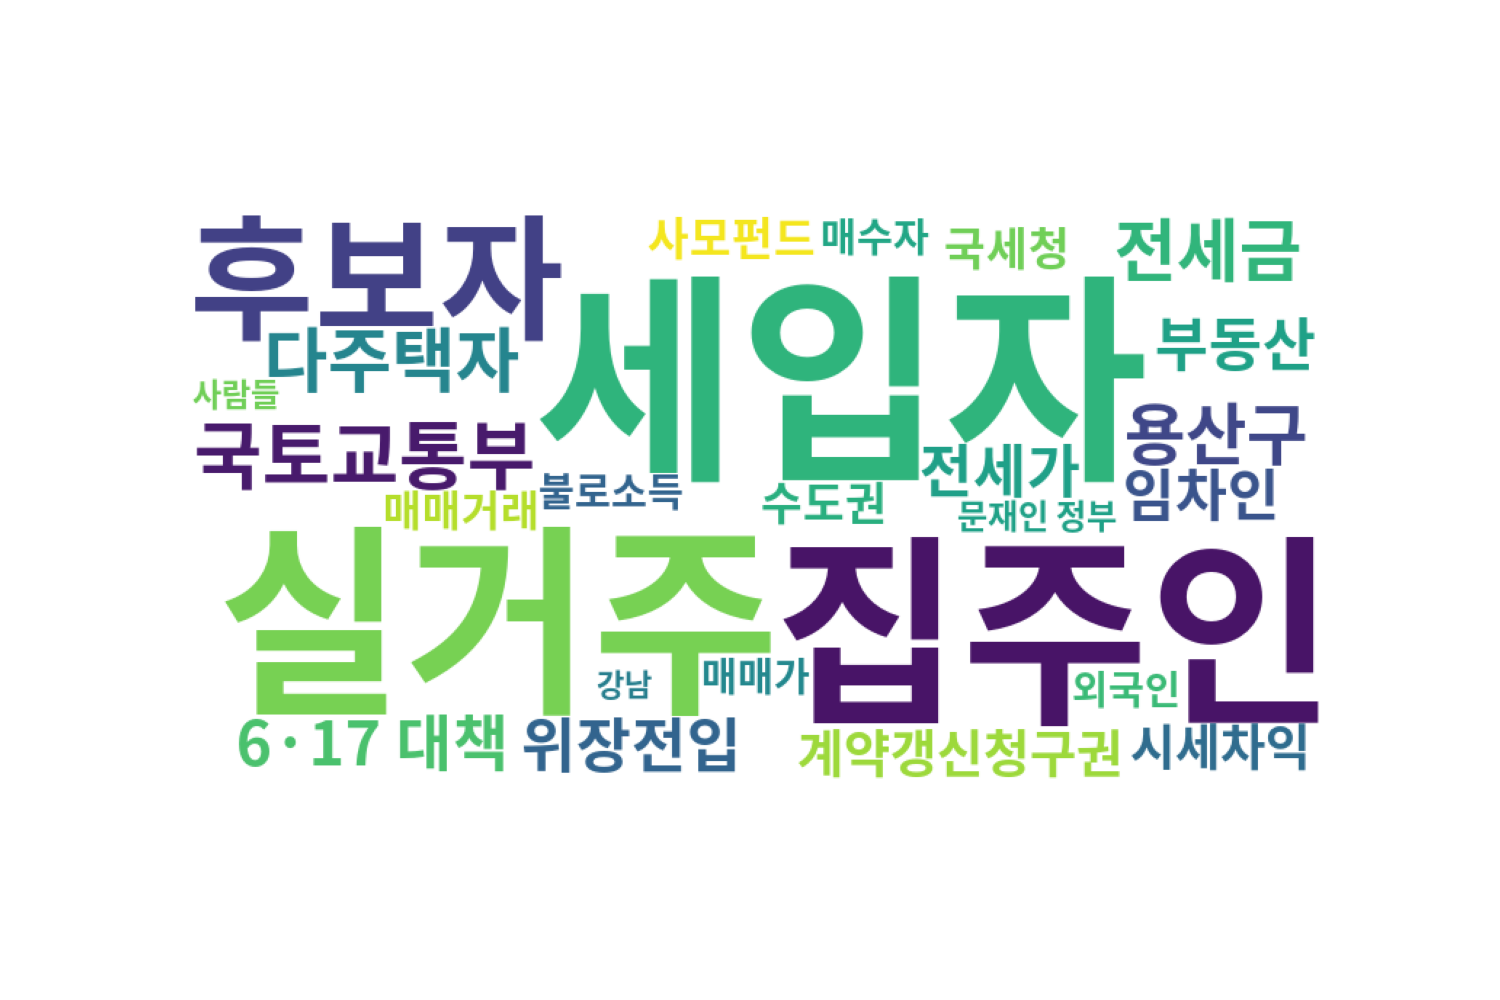 후보자
사모펀드
매수자
국세청
전세금
세입자
다주택자
부동산
사람들
용산구
국토교통부
전세가
임차인
매매거래
불로소득
수도권
문재인 정부
실거주
집주인
강남
매매가
외국인
6·17 대책
위장전입
계약갱신청구권
시세차익